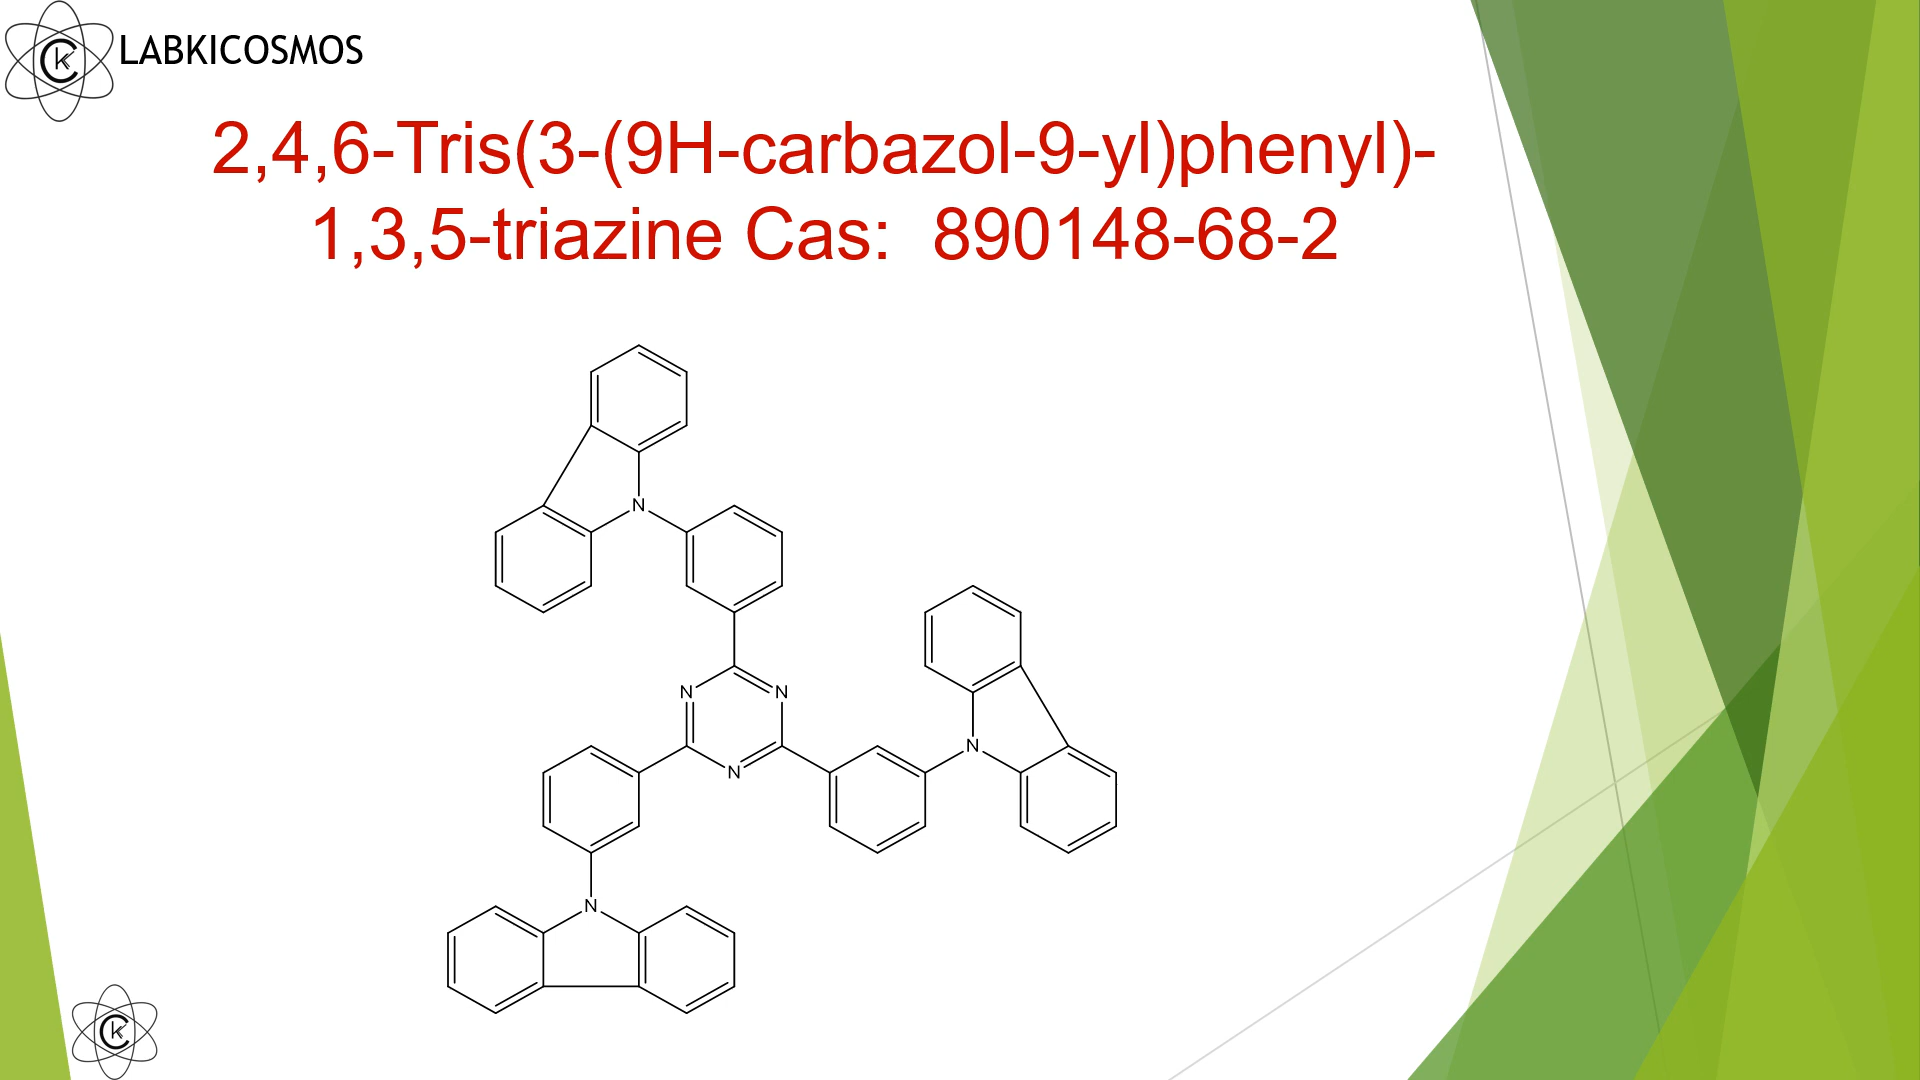 LABKICOSMOS
2,4,6-Tris(3-(9H-carbazol-9-yl)phenyl)-
1,3,5-triazine Cas:  890148-68-2
N
N N
N
N
N
CK